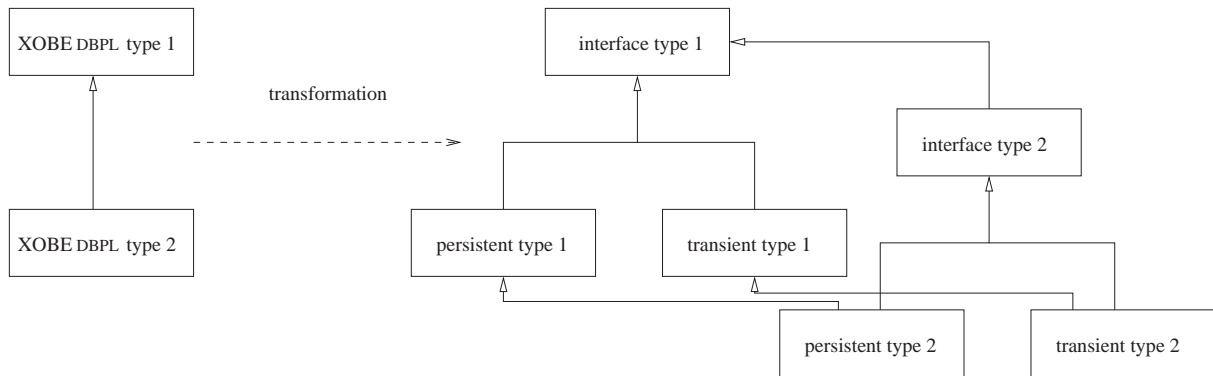 XOBE DBPL type 1
interface type 1
transformation
interface type 2
XOBE DBPL type 2
persistent type 1
transient type 1
persistent type 2
transient type 2